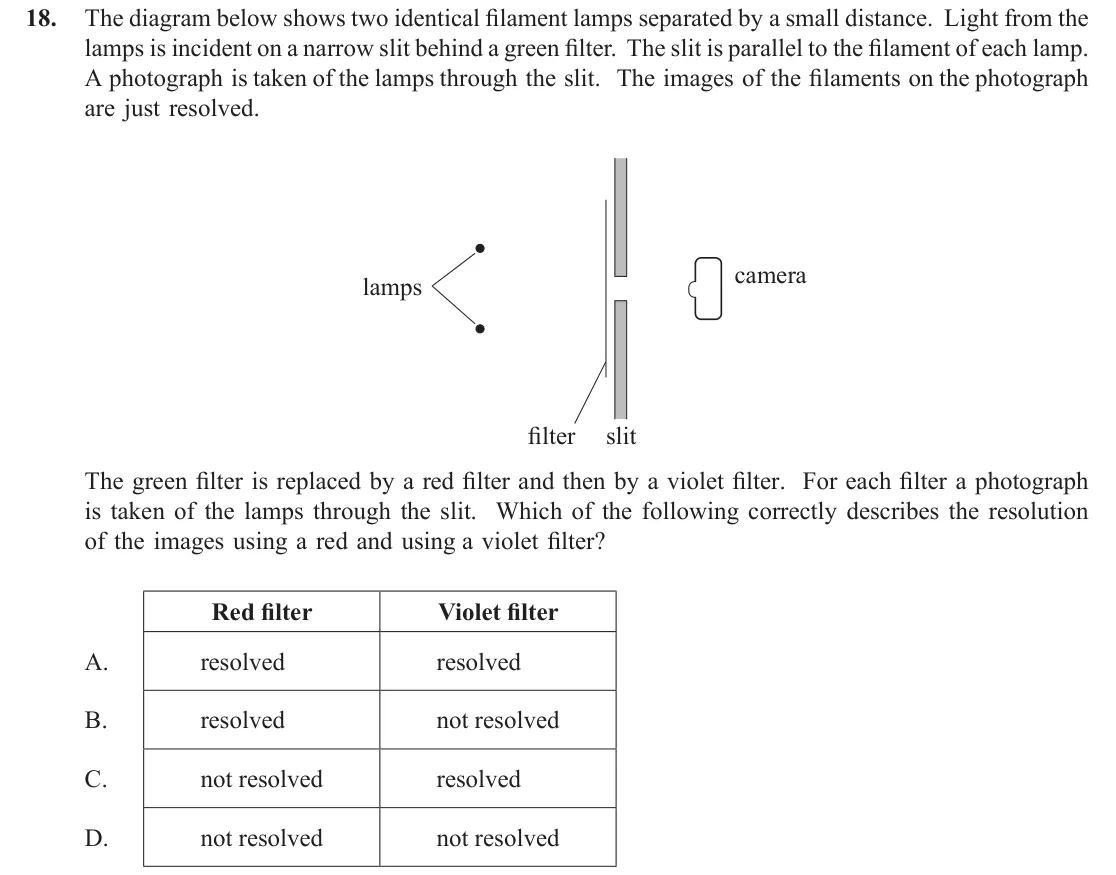 18. The diagram below shows two identical filament lamps separated by a small distance. Light from the
lamps is incident on a narrow slit behind a green filter. The slit is parallel to the filament of each lamp.
A photograph is taken of the lamps through the slit. The images of the filaments on the photograph
are just resolved.
lamps
camera
filter slit
The green filter is replaced by a red filter and then by a violet filter. For each filter a photograph
is taken of the lamps through the slit. Which of the following correctly describes the resolution
of the images using a red and using a violet filter?
Red filter Violet filter
A. resolved resolved
B. resolved not resolved
C. not resolved resolved
D. not resolved not resolved